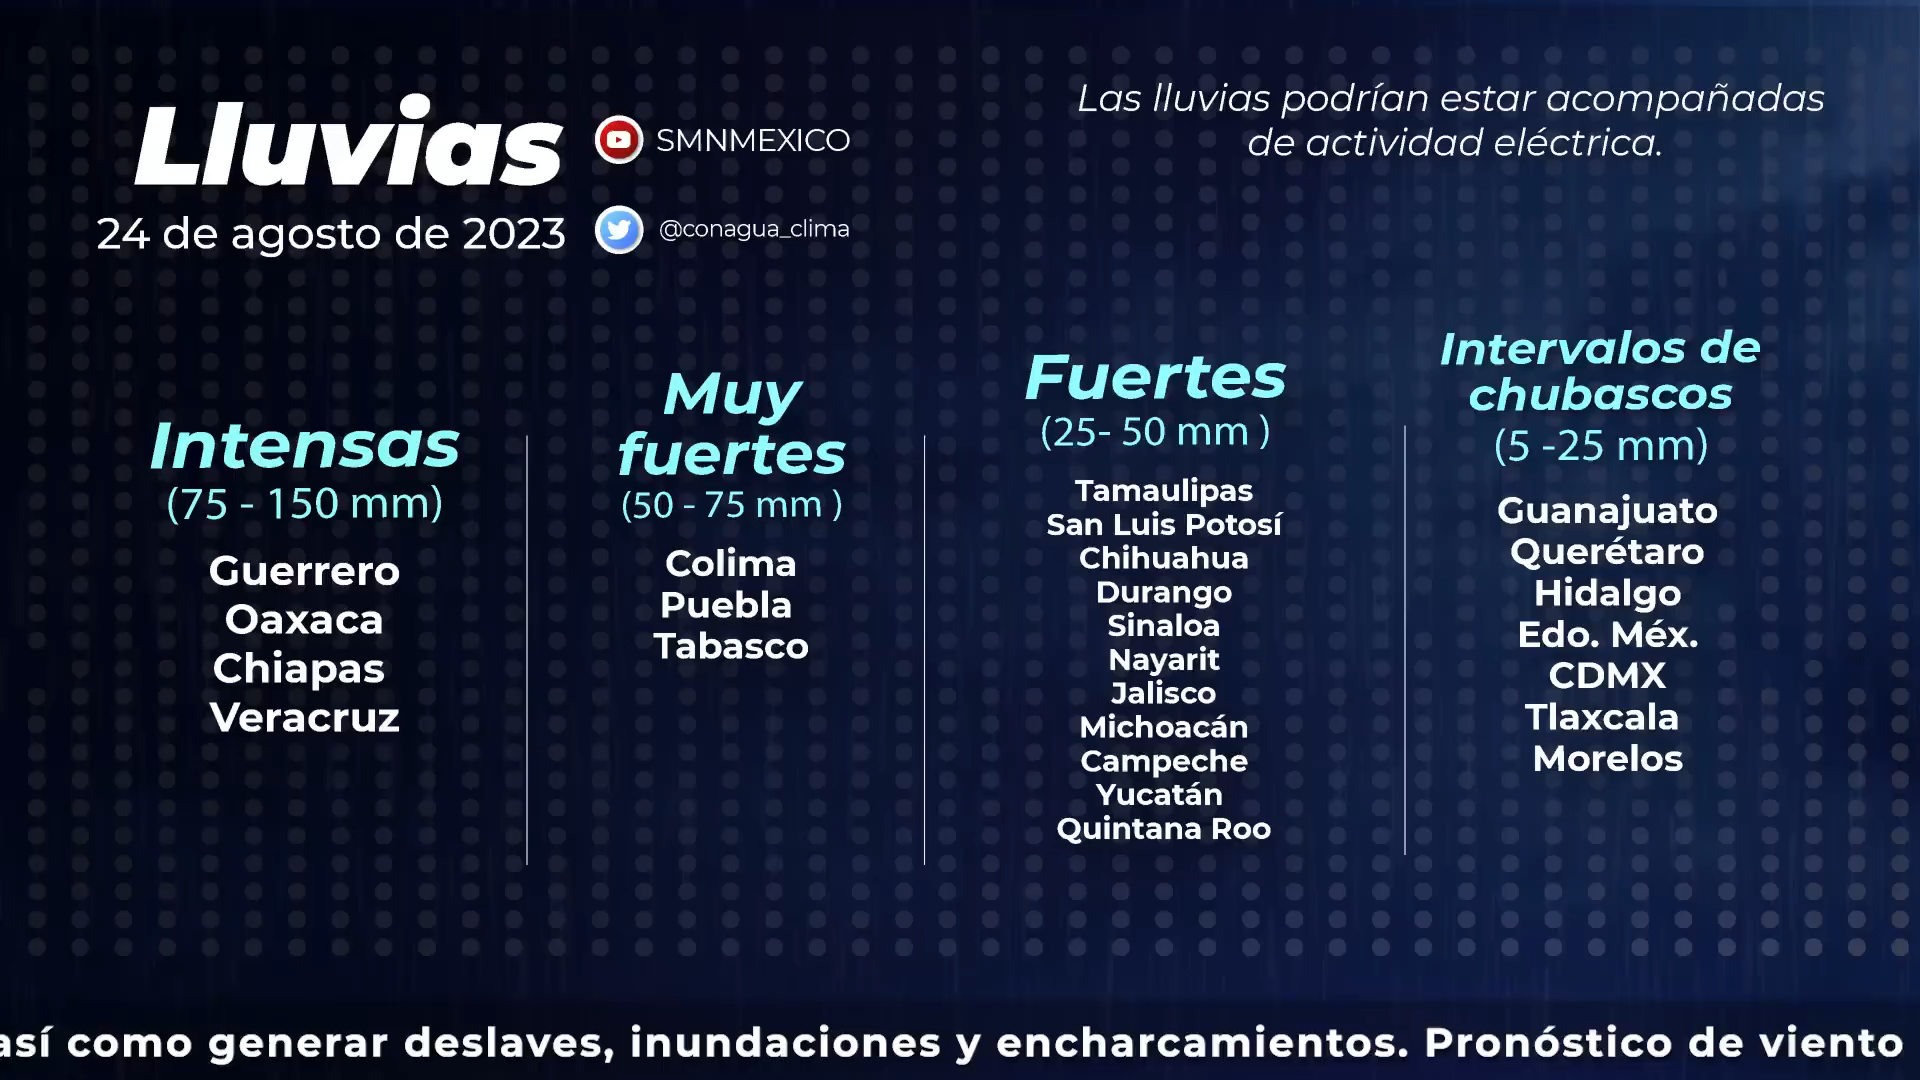 Lluvias
24 de agosto de 2023
SMNMEXICO
@conagua_clima
Las lluvias podrían estar acompañadas
de actividad eléctrica.
Intensas
(75 - 150 mm)
Guerrero
Oaxaca
Chiapas
Veracruz
Muy
fuertes
(50 - 75 mm )
Colima
Puebla
Tabasco
Fuertes
(25- 50 mm )
Tamaulipas
San Luis Potosí
Chihuahua
Durango
Sinaloa
Nayarit
Jalisco
Michoacán
Campeche
Yucatán
Quintana Roo
Intervalos de
chubascos
(5 -25 mm)
Guanajuato
Querétaro
Hidalgo
Edo. Méx.
CDMX
Tlaxcala
Morelos
así como generar deslaves, inundaciones y encharcamientos. Pronóstico de viento